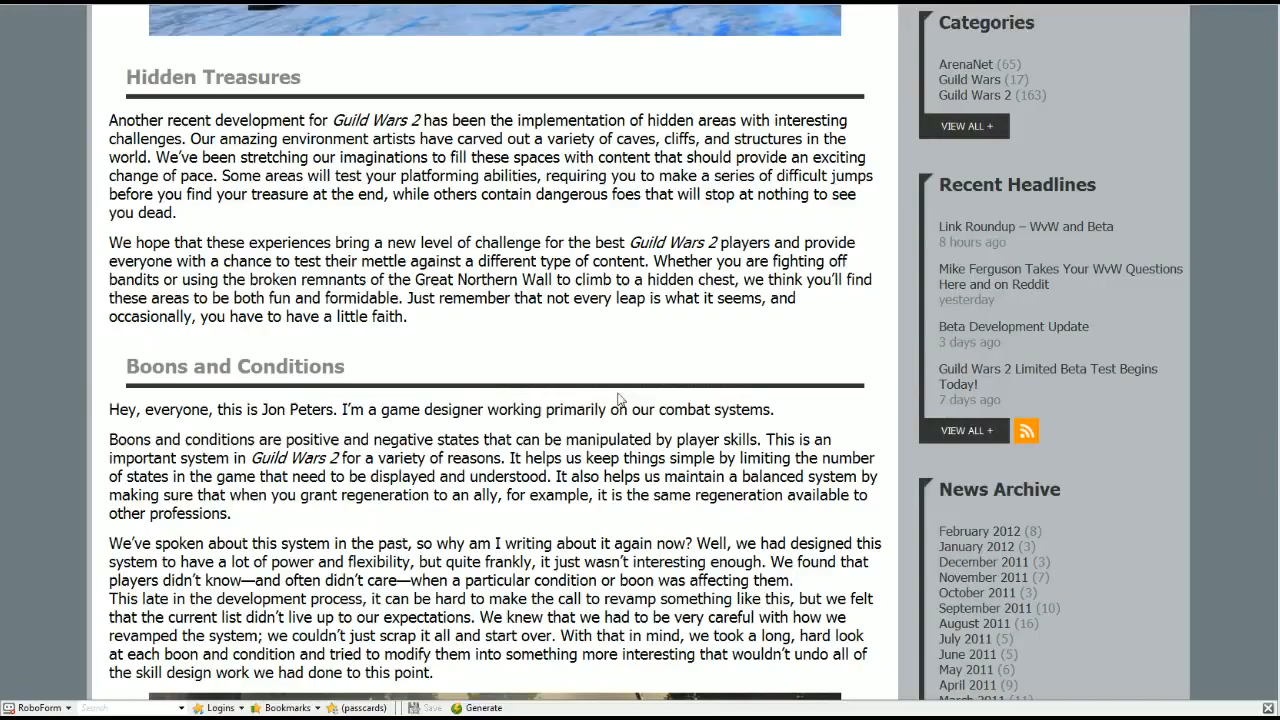 Hidden Treasures
Another recent development for Guild Wars 2 has been the implementation of hidden areas with interesting
challenges. Our amazing environment artists have carved out a variety of caves, cliffs, and structures in the
world. We’ve been stretching our imaginations to fill these spaces with content that should provide an exciting
change of pace. Some areas will test your platforming abilities, requiring you to make a series of difficult jumps
before you find your treasure at the end, while others contain dangerous foes that will stop at nothing to see
you dead.
We hope that these experiences bring a new level of challenge for the best Guild Wars 2 players and provide
everyone with a chance to test their mettle against a different type of content. Whether you are fighting off
bandits or using the broken remnants of the Great Northern Wall to climb to a hidden chest, we think you’ll find
these areas to be both fun and formidable. Just remember that not every leap is what it seems, and
occasionally, you have to have a little faith.
Boons and Conditions
Hey, everyone, this is Jon Peters. I’m a game designer working primarily on our combat systems.
Boons and conditions are positive and negative states that can be manipulated by player skills. This is an
important system in Guild Wars 2 for a variety of reasons. It helps us keep things simple by limiting the number
of states in the game that need to be displayed and understood. It also helps us maintain a balanced system by
making sure that when you grant regeneration to an ally, for example, it is the same regeneration available to
other professions.
We’ve spoken about this system in the past, so why am I writing about it again now? Well, we had designed this
system to have a lot of power and flexibility, but quite frankly, it just wasn’t interesting enough. We found that
players didn’t know—and often didn’t care—when a particular condition or boon was affecting them.
This late in the development process, it can be hard to make the call to revamp something like this, but we felt
that the current list didn’t live up to our expectations. We knew that we had to be very careful with how we
revamped the system; we couldn’t just scrap it all and start over. With that in mind, we took a long, hard look
at each boon and condition and tried to modify them into something more interesting that wouldn’t undo all of
the skill design work we had done to this point.
Categories
ArenaNet (65)
Guild Wars (17)
Guild Wars 2 (163)
VIEW ALL +
Recent Headlines
Link Roundup – WvW and Beta
8 hours ago
Mike Ferguson Takes Your WvW Questions
Here and on Reddit
yesterday
Beta Development Update
3 days ago
Guild Wars 2 Limited Beta Test Begins
Today!
7 days ago
VIEW ALL +
News Archive
February 2012 (8)
January 2012 (3)
December 2011 (3)
November 2011 (7)
October 2011 (3)
September 2011 (10)
August 2011 (16)
July 2011 (5)
June 2011 (5)
May 2011 (6)
April 2011 (9)
March 2011 (11)
RoboForm Search Logins Bookmarks (passcards) Save Generate